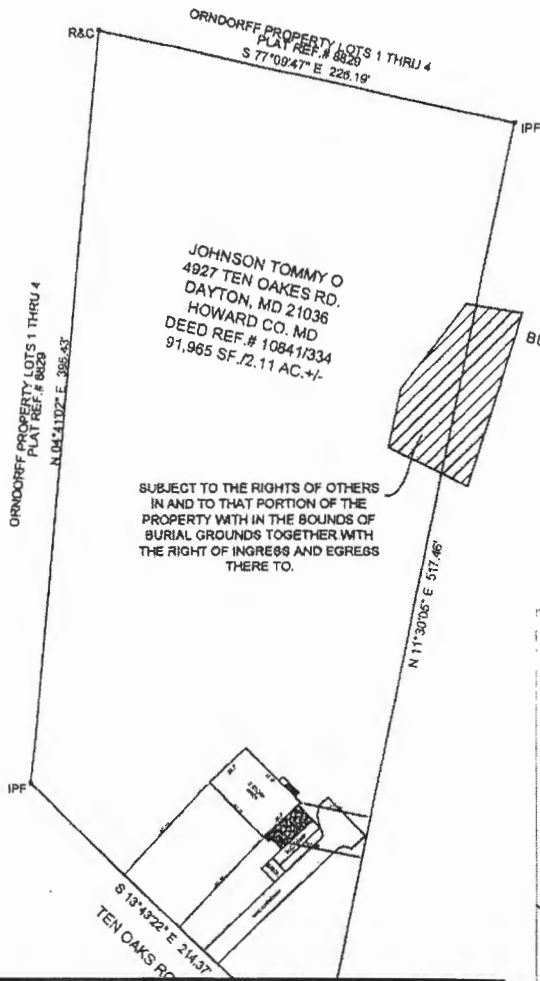 ORNDORFF PROPERTY LOTS 1 THRU 4
PLAT REF.# 8829
S 77°09'47" E 226.19'
R&C
IPF
JOHNSON TOMMY O
4927 TEN OAKES RD.
DAYTON, MD 21036
HOWARD CO. MD
DEED REF.# 10841/334
91,965 SF./2.11 AC.+/-
ORNDORFF PROPERTY LOTS 1 THRU 4
PLAT REF.# 8829
N 04°41'02" E 396.43'
SUBJECT TO THE RIGHTS OF OTHERS
IN AND TO THAT PORTION OF THE
PROPERTY WITH IN THE BOUNDS OF
BURIAL GROUNDS TOGETHER WITH
THE RIGHT OF INGRESS AND EGRESS
THERE TO.
N 11°30'05" E 517.46'
IPF
S 13°43'22" E 214.37'
TEN OAKS RO